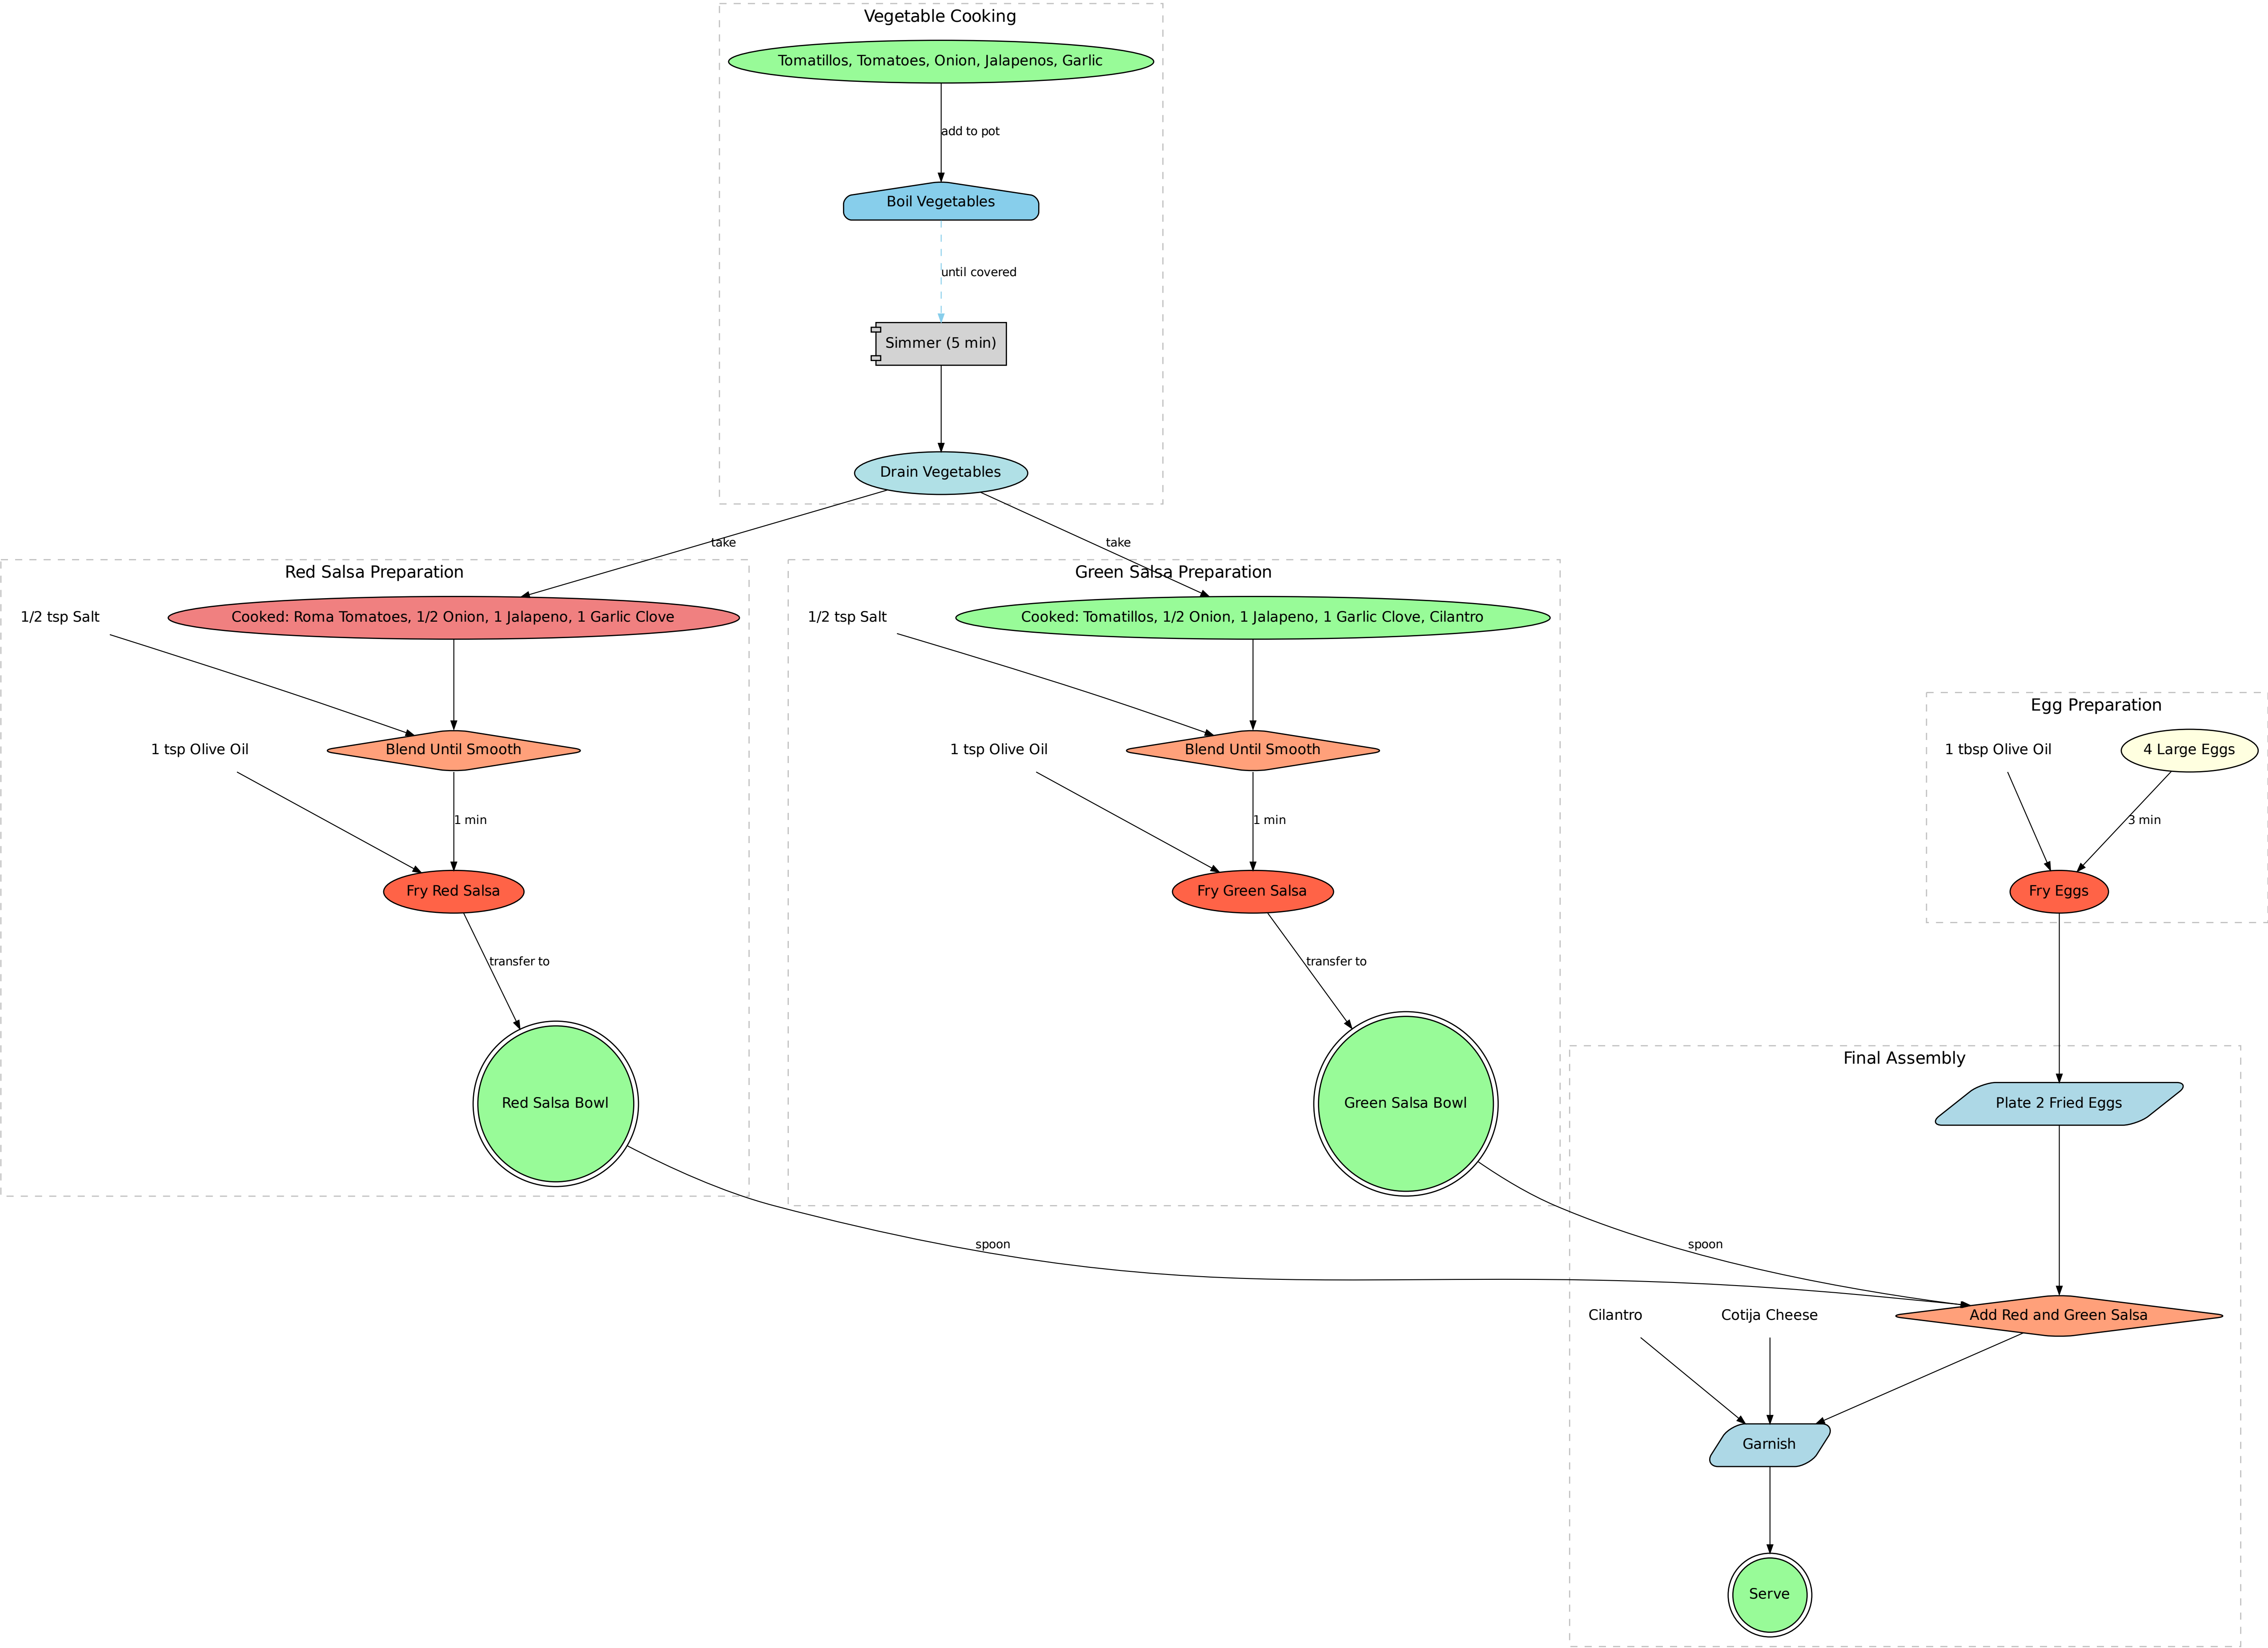 Vegetable Cooking
Tomatillos, Tomatoes, Onion, Jalapenos, Garlic
add to pot
Boil Vegetables
until covered
Simmer (5 min)
Drain Vegetables
take
take
Red Salsa Preparation
1/2 tsp Salt
Cooked: Roma Tomatoes, 1/2 Onion, 1 Jalapeno, 1 Garlic Clove
1 tsp Olive Oil
Blend Until Smooth
1 min
Fry Red Salsa
transfer to
Red Salsa Bowl
spoon
Green Salsa Preparation
1/2 tsp Salt
Cooked: Tomatillos, 1/2 Onion, 1 Jalapeno, 1 Garlic Clove, Cilantro
1 tsp Olive Oil
Blend Until Smooth
1 min
Fry Green Salsa
transfer to
Green Salsa Bowl
spoon
Egg Preparation
1 tbsp Olive Oil
4 Large Eggs
3 min
Fry Eggs
Final Assembly
Plate 2 Fried Eggs
Cilantro
Cotija Cheese
Add Red and Green Salsa
Garnish
Serve